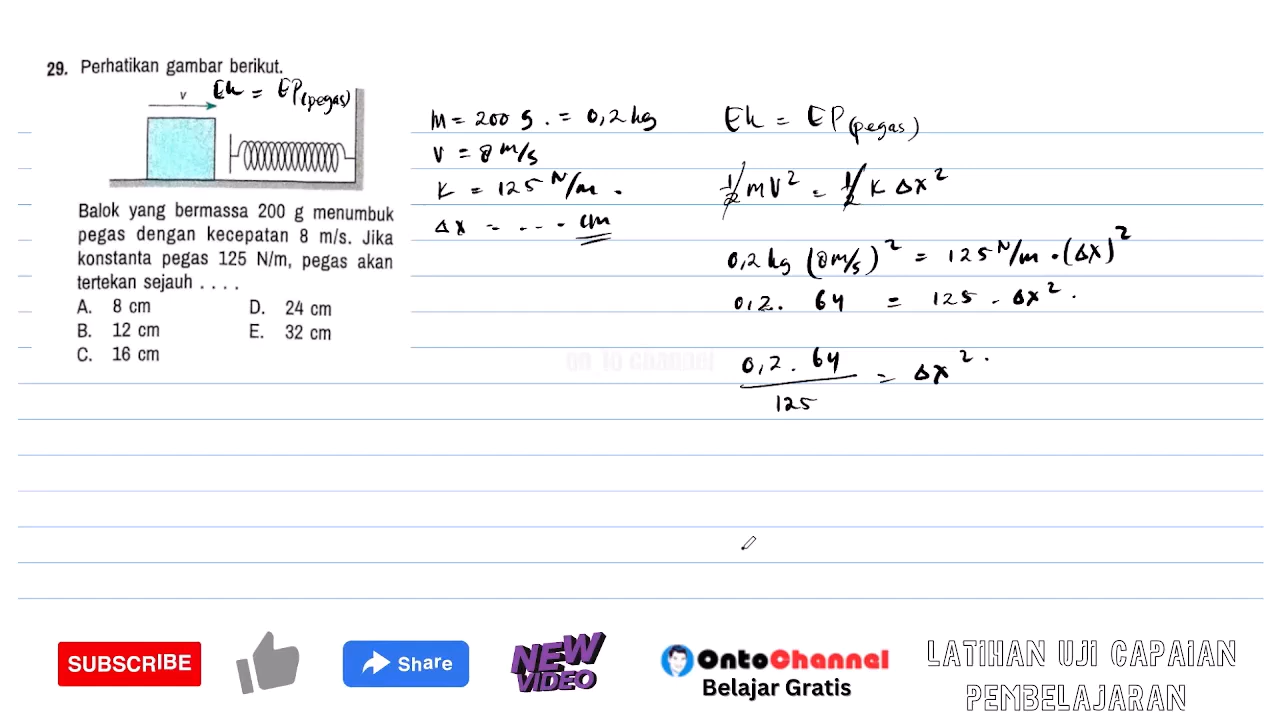 29. Perhatikan gambar berikut.
v
Ek = EP(pegas)
Balok yang bermassa 200 g menumbuk
pegas dengan kecepatan 8 m/s. Jika
konstanta pegas 125 N/m, pegas akan
tertekan sejauh . . . .
A. 8 cm
B. 12 cm
C. 16 cm
D. 24 cm
E. 32 cm
m = 200 g. = 0,2 kg
v = 8 m/s
k = 125 N/m.
Δx = .... cm
Ek = EP(pegas)
1/2 m v² = 1/2 k Δx²
0,2 kg (8 m/s)² = 125 N/m . (Δx)²
0,2. 64 = 125 . Δx².
0,2 . 64 / 125 = Δx².
on to channel
SUBSCRIBE
Share
NEW
VIDEO
OntoChannel
Belajar Gratis
LATIHAN UJI CAPAIAN
PEMBELAJARAN